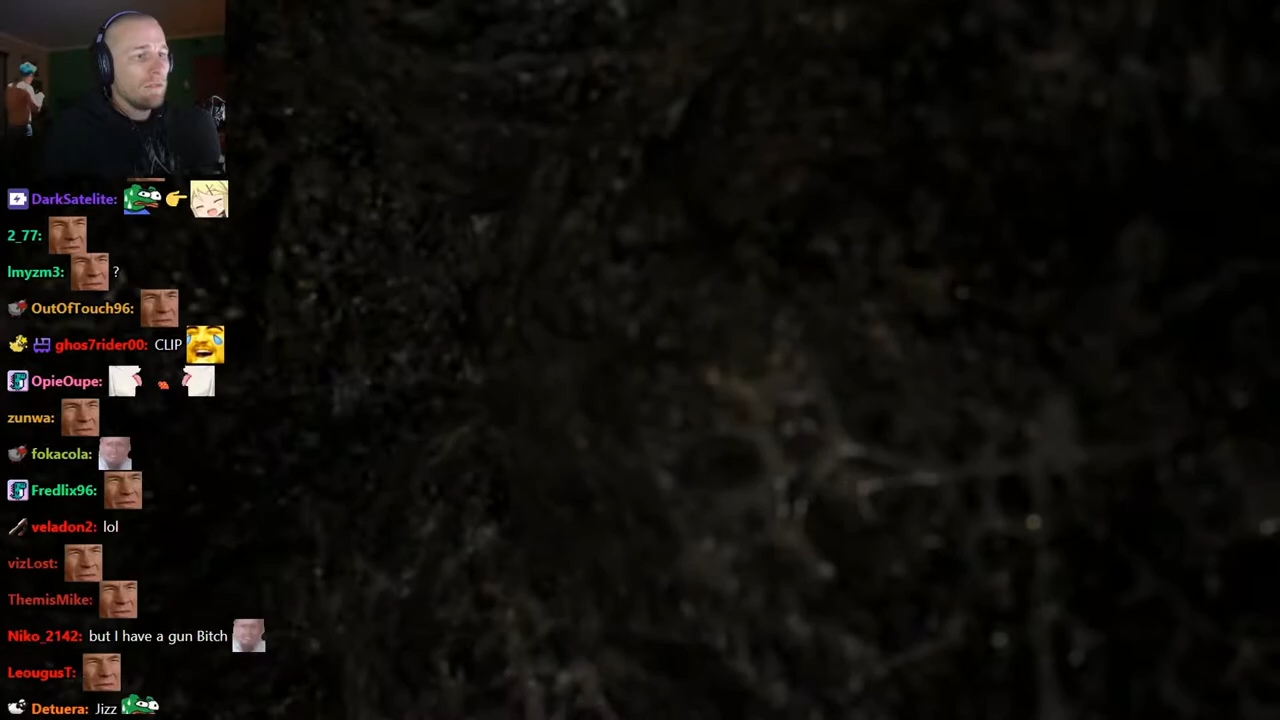 DarkSatelite:
2_77:
lmyzm3: ?
OutOfTouch96:
ghos7rider00: CLIP
OpieOupe:
zunwa:
fokacola:
Fredlix96:
veladon2: lol
vizLost:
ThemisMike:
Niko_2142: but I have a gun Bitch
LeougusT:
Detuera: Jizz